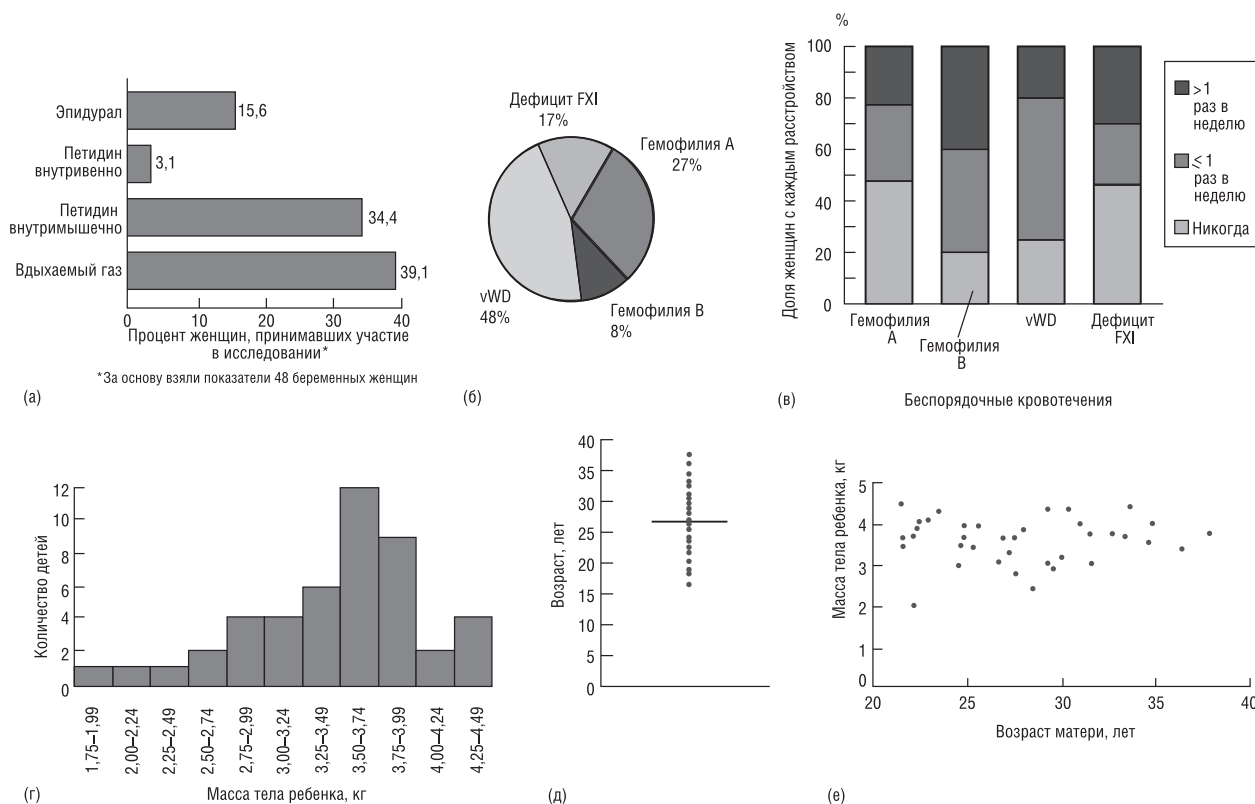 Эпидурал
15,6
Петидин
внутривенно
3,1
Петидин
внутримышечно
34,4
Вдыхаемый газ
39,1
0 10 20 30 40
Процент женщин, принимавших участие
в исследовании*
*За основу взяли показатели 48 беременных женщин
(а)
Дефицит FXI
17%
Гемофилия А
27%
vWD
48%
Гемофилия В
8%
(б)
%
100
80
60
40
20
0
Доля женщин с каждым расстройством
Гемофилия
А
Гемофилия
В
vWD
Дефицит
FXI
>1
раз в
неделю
≤1
раз в
неделю
Никогда
(в)
Беспорядочные кровотечения
12
10
8
6
4
2
0
Количество детей
1,75–1,99
2,00–2,24
2,25–2,49
2,50–2,74
2,75–2,99
3,00–3,24
3,25–3,49
3,50–3,74
3,75–3,99
4,00–4,24
4,25–4,49
(г)
Масса тела ребенка, кг
40
35
30
25
20
15
10
5
0
Возраст, лет
(д)
5
4
3
2
1
0
Масса тела ребенка, кг
20 25 30 35 40
Возраст матери, лет
(е)